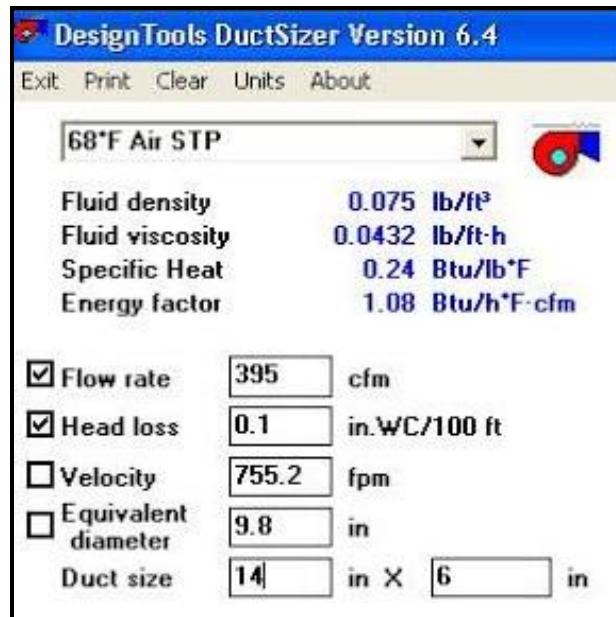 DesignTools DuctSizer Version 6.4
Exit Print Clear Units About
68°F Air STP
Fluid density 0.075 lb/ft³
Fluid viscosity 0.0432 lb/ft·h
Specific Heat 0.24 Btu/lb°F
Energy factor 1.08 Btu/h°F·cfm
Flow rate 395 cfm
Head loss 0.1 in.WC/100 ft
Velocity 755.2 fpm
Equivalent diameter 9.8 in
Duct size 14 in X 6 in